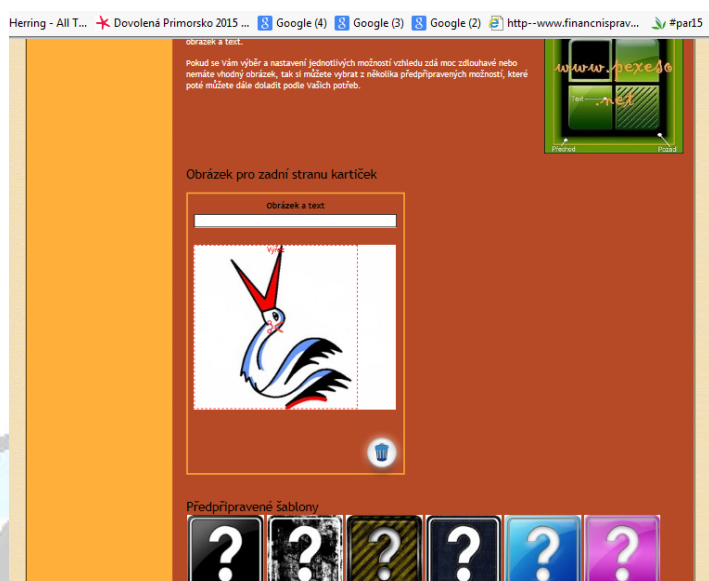 Herring - All T... Dovolená Primorsko 2015 ... Google (4) Google (3) Google (2) http--www.financnisprav... #par15
obrázek a text.
Pokud se Vám výběr a nastavení jednotlivých možností vzhledu zdá moc zdlouhavé nebo
nemáte vhodný obrázek, tak si můžete vybrat z několika předpřipravených možností, které
poté můžete dále doladit podle Vašich potřeb.
www.pexeso
Text
.net
Přechod
Pozadí
Obrázek pro zadní stranu kartiček
Obrázek a text
Výřez
Předpřipravené šablony
? ? ? ? ? ?